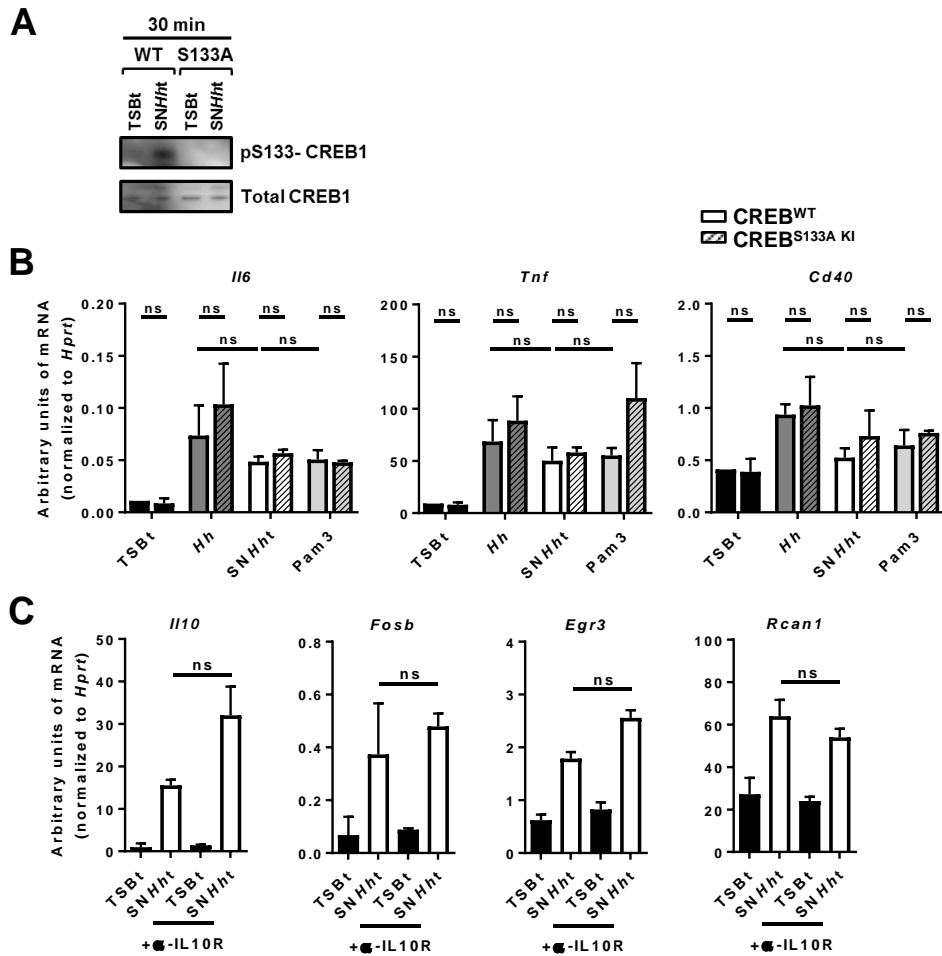 A
30 min
WT S133A
TSBt SNHht TSBt SNHht
pS133- CREB1
Total CREB1
CREBWT
CREBS133A KI
B
Il6
Arbitrary units of mRNA
(normalized to Hprt)
0.20
0.15
0.10
0.05
0.00
ns ns ns ns
ns ns
TSBt Hh SNHht Pam3
Tnf
200
150
100
50
0
ns ns ns ns
ns ns
TSBt Hh SNHht Pam3
Cd40
2.0
1.5
1.0
0.5
0.0
ns ns ns ns
ns ns
TSBt Hh SNHht Pam3
C
Il10
Arbitrary units of mRNA
(normalized to Hprt)
50
40
30
20
10
0
ns
TSBt SNHht TSBt SNHht
+α-IL10R
Fosb
0.8
0.6
0.4
0.2
0.0
ns
TSBt SNHht TSBt SNHht
+α-IL10R
Egr3
4
3
2
1
0
ns
TSBt SNHht TSBt SNHht
+α-IL10R
Rcan1
100
80
60
40
20
0
ns
TSBt SNHht TSBt SNHht
+α-IL10R